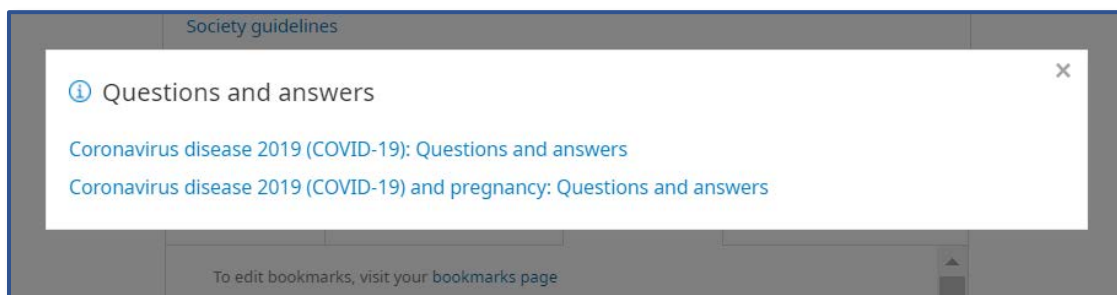 Society guidelines
Questions and answers
Coronavirus disease 2019 (COVID-19): Questions and answers
Coronavirus disease 2019 (COVID-19) and pregnancy: Questions and answers
To edit bookmarks, visit your bookmarks page